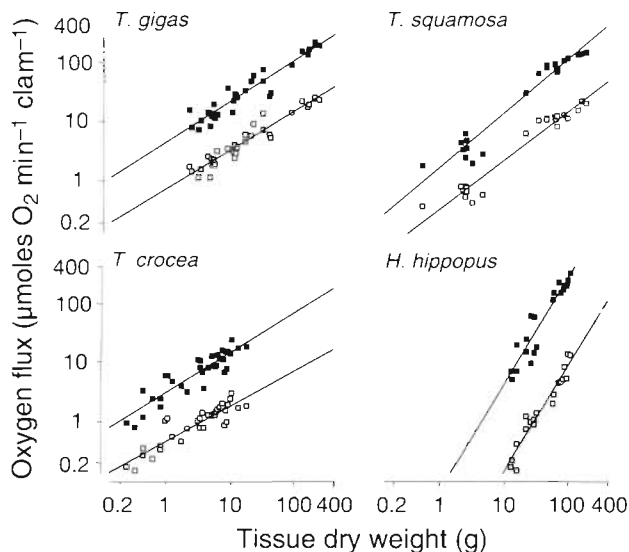 T. gigas
T. squamosa
400
100
10
1
0.2
T. crocea
H. hippopus
400
100
10
1
0.2
Oxygen flux (µmoles O₂ min⁻¹ clam⁻¹)
0.2 1 10 100 400
0.2 1 10 100 400
Tissue dry weight (g)